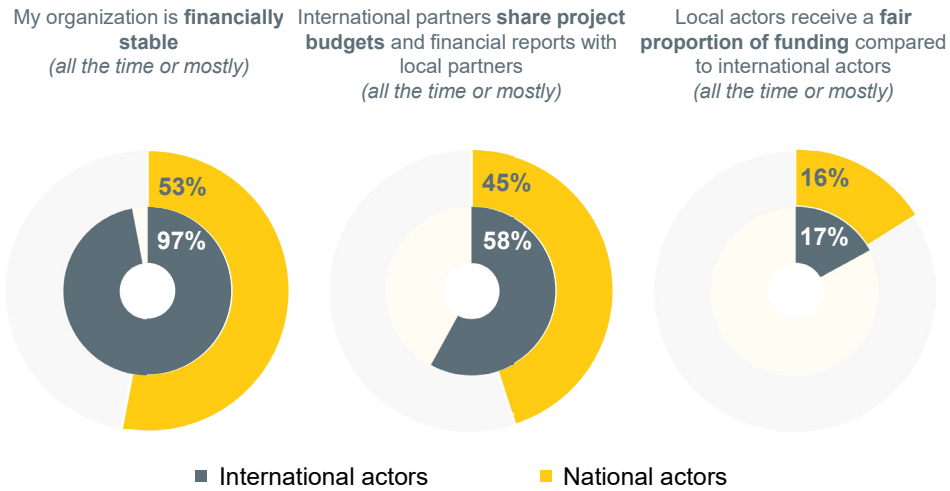 My organization is financially
stable
(all the time or mostly)
International partners share project
budgets and financial reports with
local partners
(all the time or mostly)
Local actors receive a fair
proportion of funding compared
to international actors
(all the time or mostly)
53%
97%
45%
58%
16%
17%
International actors
National actors